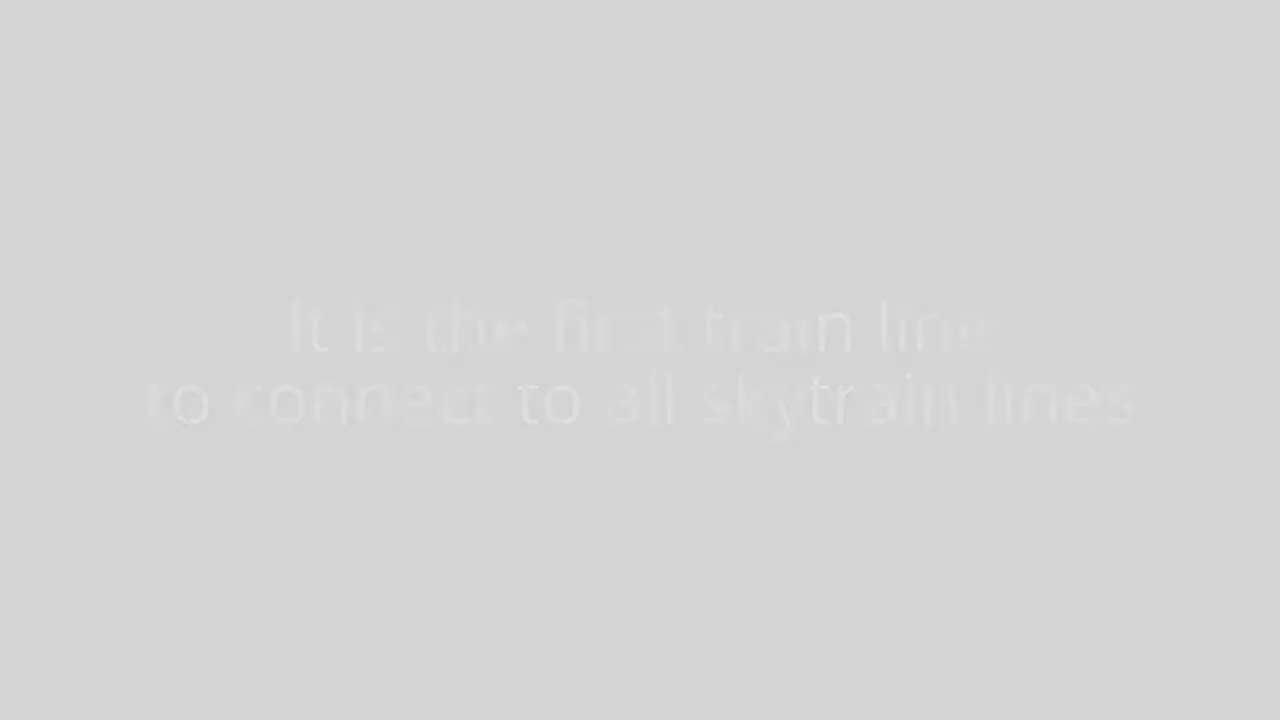 It is the first train line
to connect to all skytrain lines